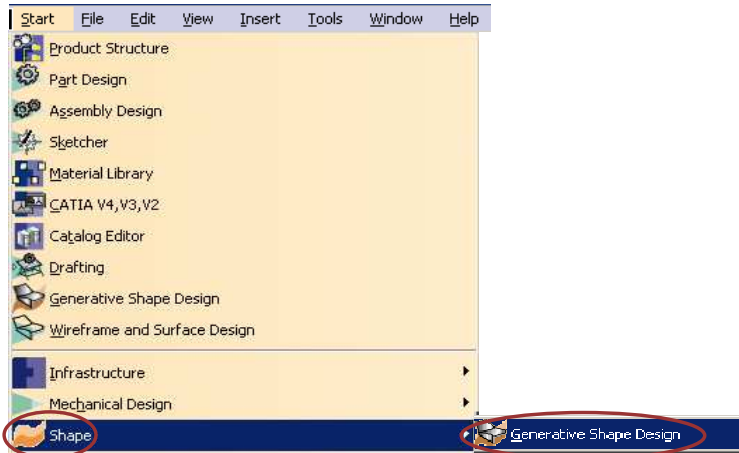 Start File Edit View Insert Tools Window Help
Product Structure
Part Design
Assembly Design
Sketcher
Material Library
CATIA V4,V3,V2
Catalog Editor
Drafting
Generative Shape Design
Wireframe and Surface Design
Infrastructure
Mechanical Design
Shape Generative Shape Design